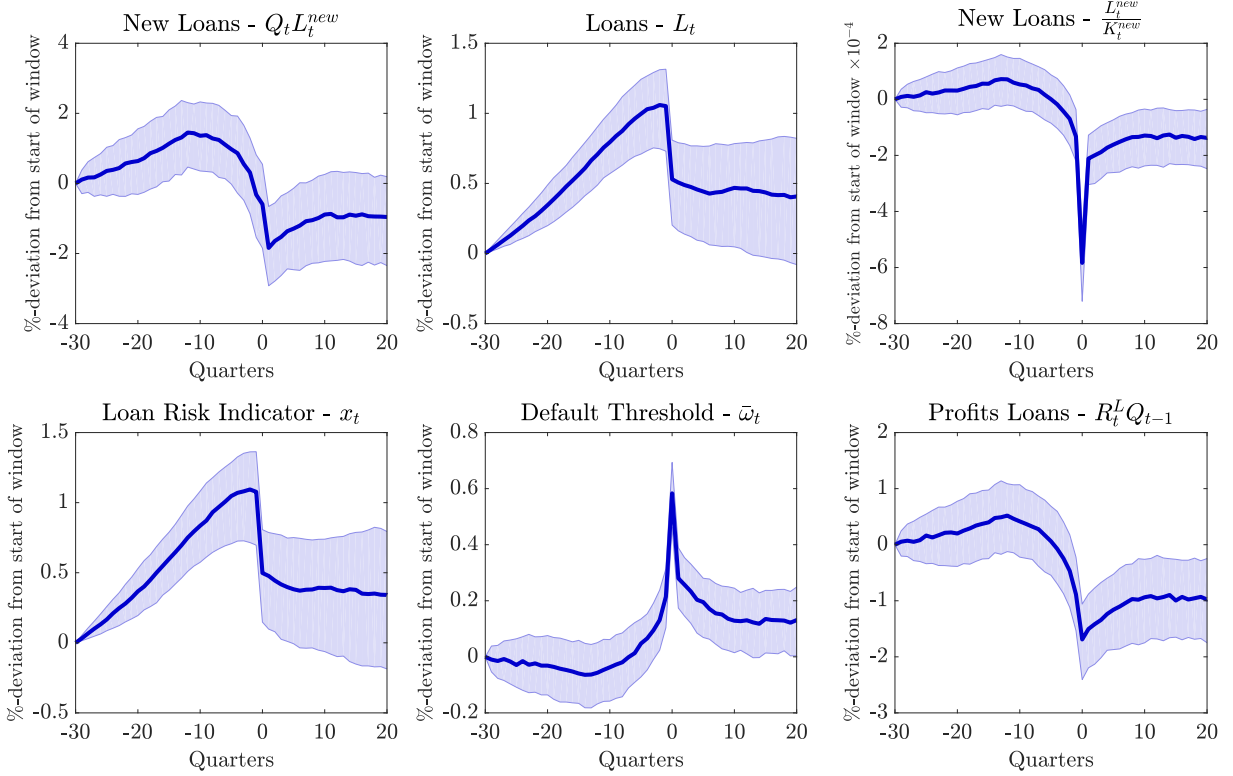 New Loans - $Q_t L_t^{new}$
%-deviation from start of window
4
2
0
-2
-4
-30 -20 -10 0 10 20
Quarters
Loans - $L_t$
%-deviation from start of window
1.5
1
0.5
0
-0.5
-30 -20 -10 0 10 20
Quarters
New Loans - $\frac{L_t^{new}}{K_t^{new}}$
%-deviation from start of window ×10⁻⁴
2
0
-2
-4
-6
-8
-30 -20 -10 0 10 20
Quarters
Loan Risk Indicator - $x_t$
%-deviation from start of window
1.5
1
0.5
0
-0.5
-30 -20 -10 0 10 20
Quarters
Default Threshold - $\bar{\omega}_t$
%-deviation from start of window
0.8
0.6
0.4
0.2
0
-0.2
-30 -20 -10 0 10 20
Quarters
Profits Loans - $R_t^L Q_{t-1}$
%-deviation from start of window
2
1
0
-1
-2
-3
-30 -20 -10 0 10 20
Quarters